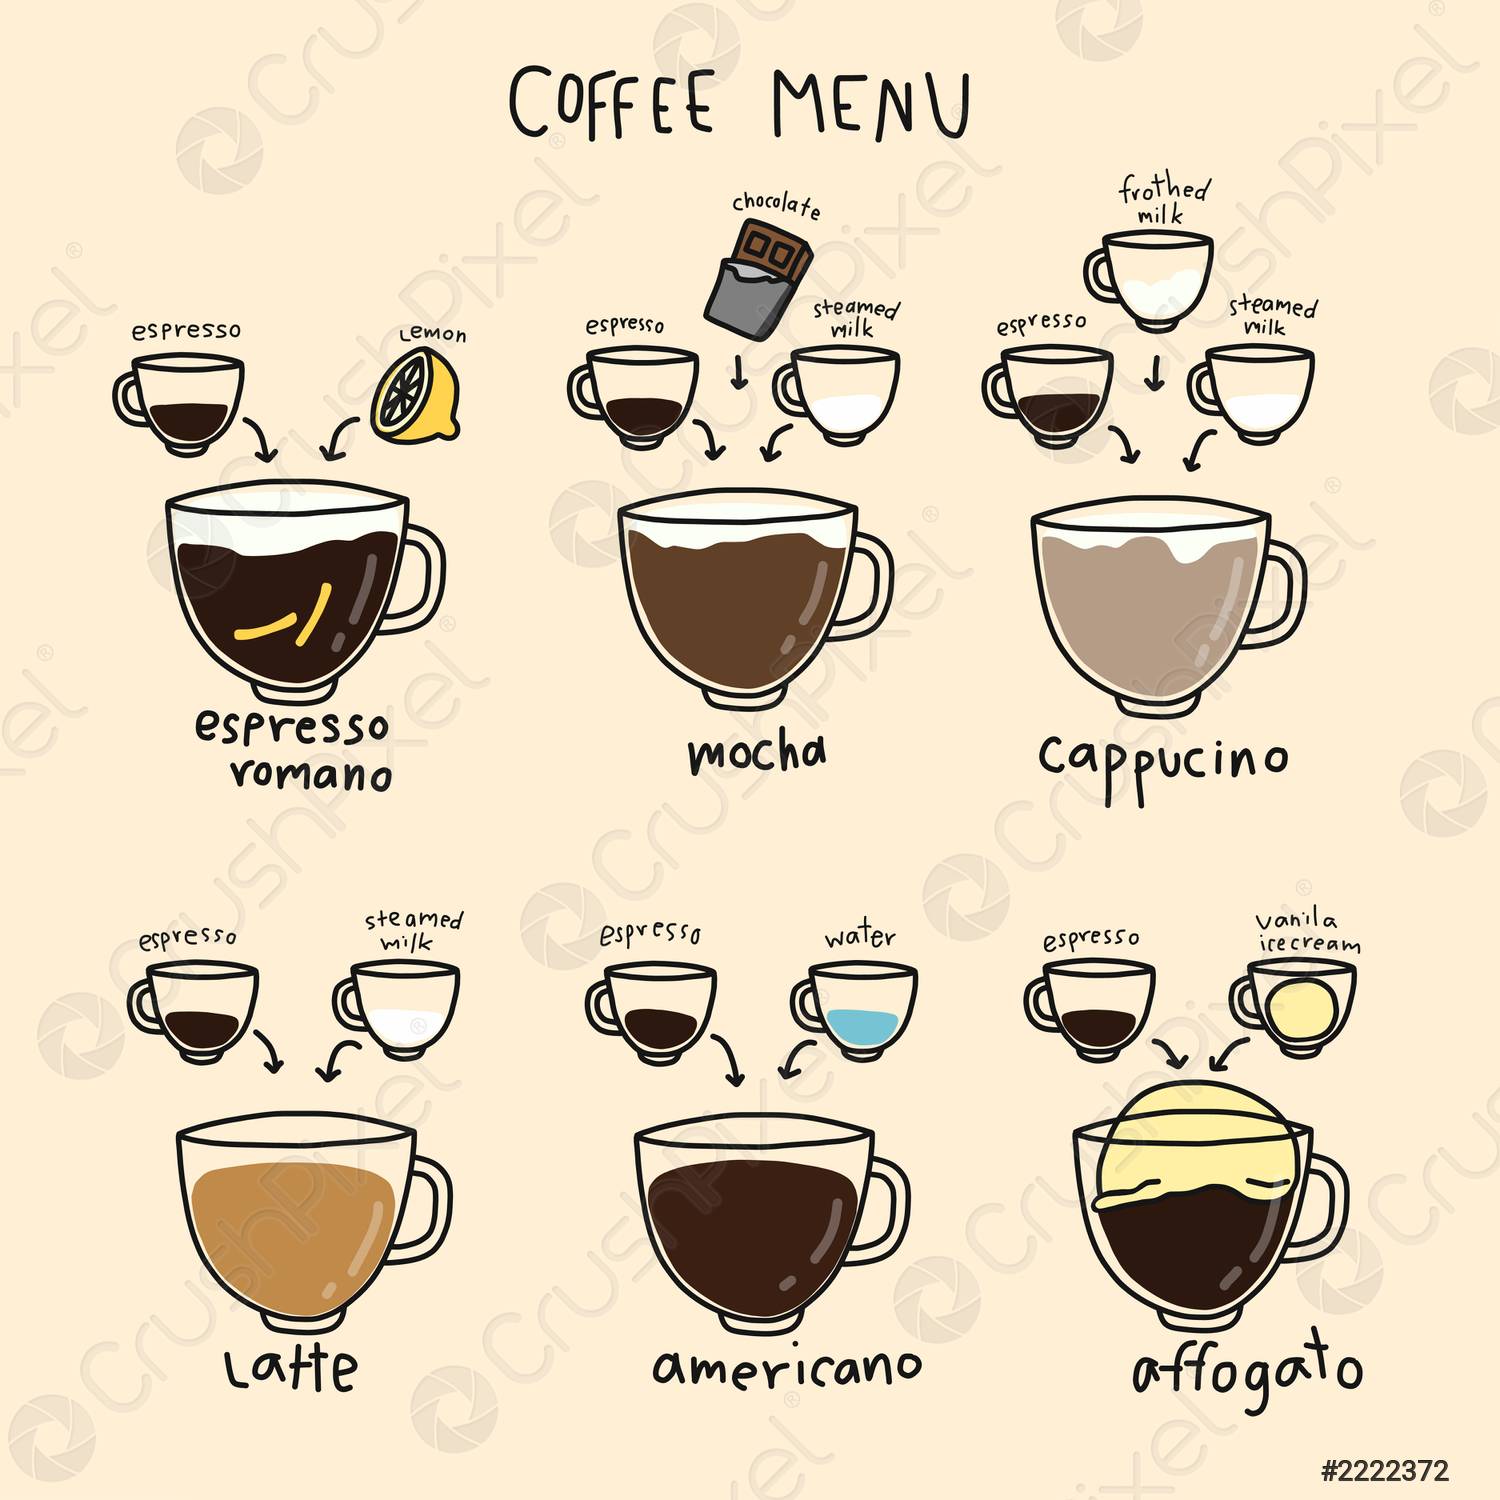 COFFEE MENU
espresso
Lemon
espresso
romano
chocolate
espresso
steamed
milk
mocha
frothed
milk
espresso
steamed
milk
cappucino
espresso
steamed
milk
Latte
espresso
water
americano
espresso
vanila
icecream
affogato
CrushPixel®
#2222372